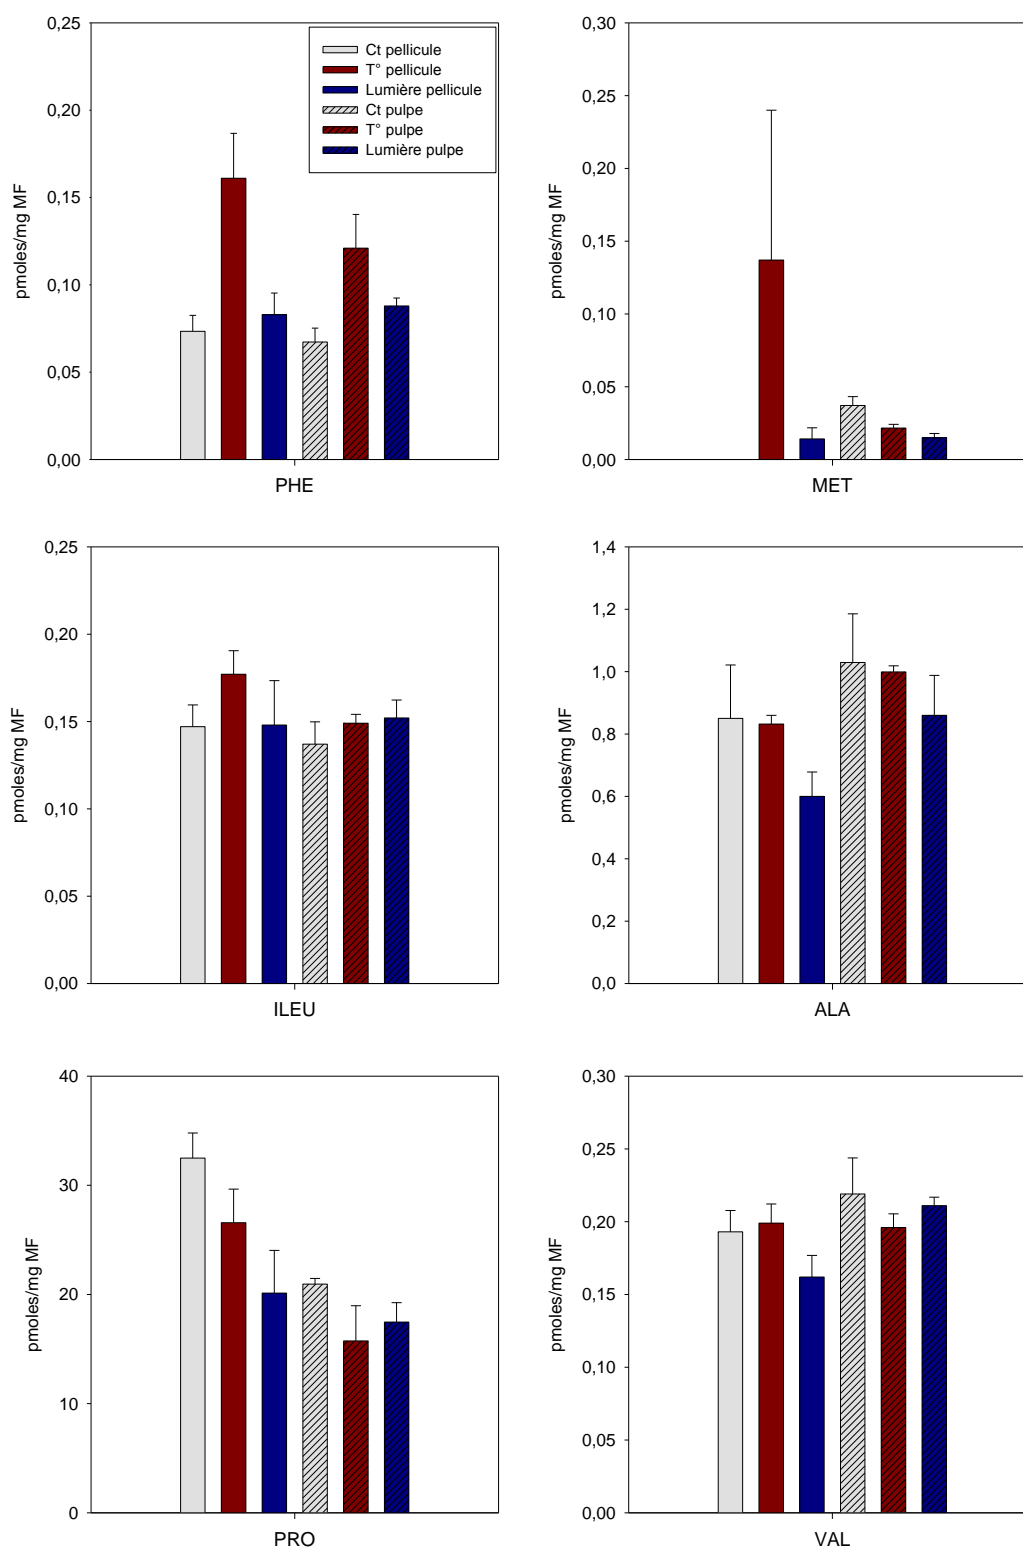 0,25
0,20
0,15
0,10
0,05
0,00
pmoles/mg MF
PHE
Ct pellicule
T° pellicule
Lumière pellicule
Ct pulpe
T° pulpe
Lumière pulpe
0,30
0,25
0,20
0,15
0,10
0,05
0,00
pmoles/mg MF
MET
0,25
0,20
0,15
0,10
0,05
0,00
pmoles/mg MF
ILEU
1,4
1,2
1,0
0,8
0,6
0,4
0,2
0,0
pmoles/mg MF
ALA
40
30
20
10
0
pmoles/mg MF
PRO
0,30
0,25
0,20
0,15
0,10
0,05
0,00
pmoles/mg MF
VAL